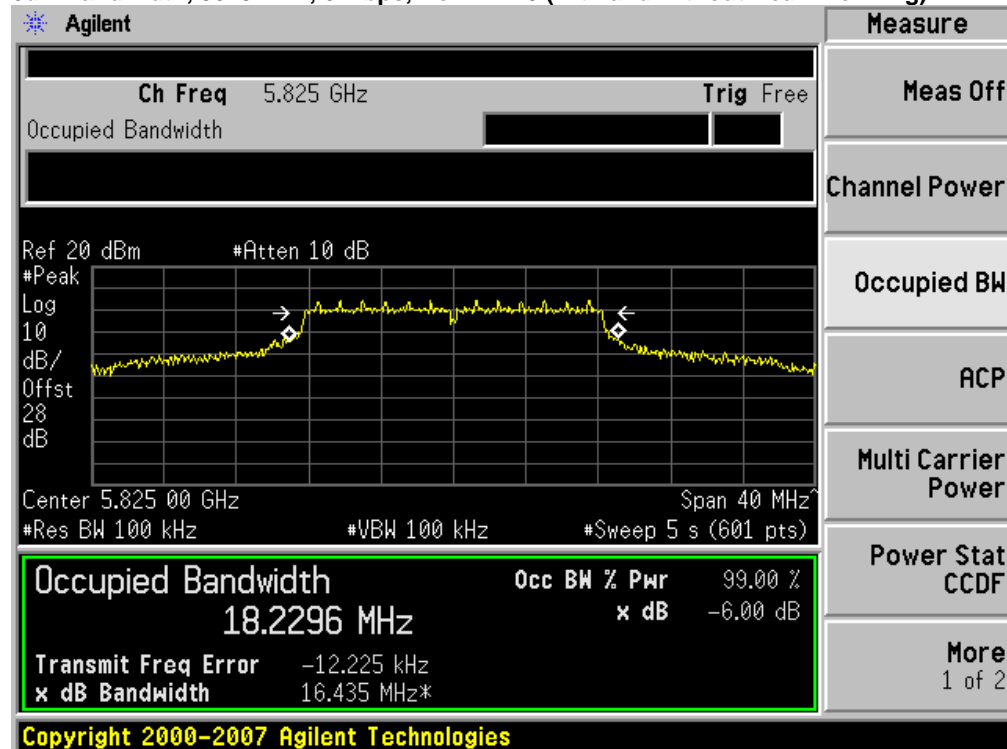 Agilent
Measure
Ch Freq 5.825 GHz
Trig Free
Occupied Bandwidth
Ref 20 dBm
#Atten 10 dB
#Peak
Log
10
dB/
Offst
28
dB
Center 5.825 00 GHz
Span 40 MHz^
#Res BW 100 kHz
#VBW 100 kHz
#Sweep 5 s (601 pts)
Occupied Bandwidth
18.2296 MHz
Occ BW % Pwr 99.00 %
x dB -6.00 dB
Transmit Freq Error -12.225 kHz
x dB Bandwidth 16.435 MHz*
Meas Off
Channel Power
Occupied BW
ACP
Multi Carrier
Power
Power Stat
CCDF
More
1 of 2
Copyright 2000-2007 Agilent Technologies